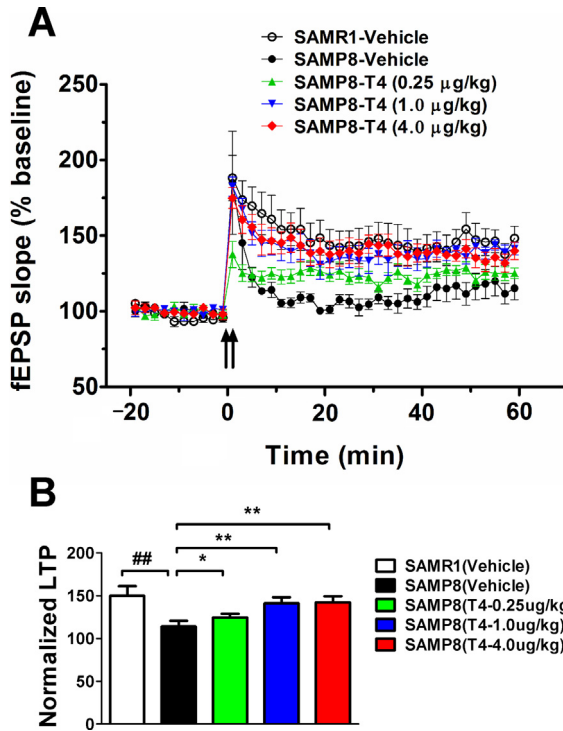 A
SAMR1-Vehicle
SAMP8-Vehicle
SAMP8-T4 (0.25 μg/kg)
SAMP8-T4 (1.0 μg/kg)
SAMP8-T4 (4.0 μg/kg)
fEPSP slope (% baseline)
250
200
150
100
50
−20 0 20 40 60
Time (min)
B
**
**
## *
Normalized LTP
200
150
100
50
0
SAMR1(Vehicle)
SAMP8(Vehicle)
SAMP8(T4-0.25ug/kg
SAMP8(T4-1.0ug/kg)
SAMP8(T4-4.0ug/kg)